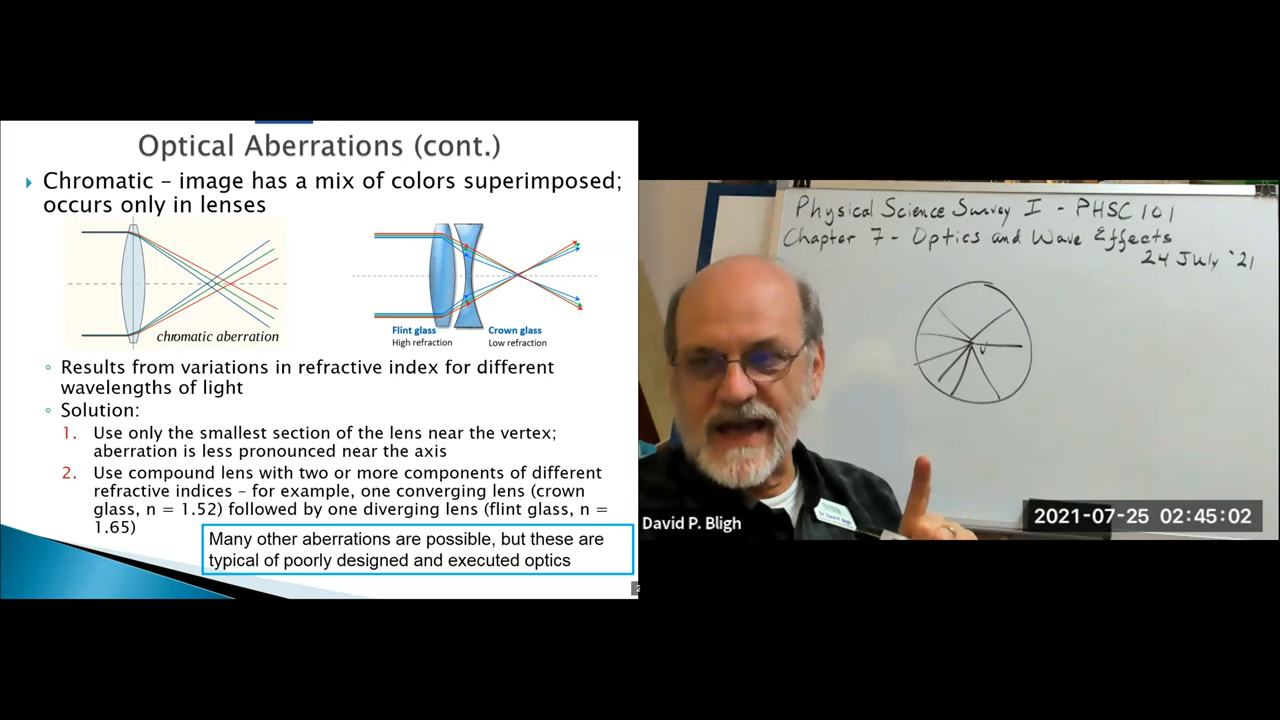 Optical Aberrations (cont.)
Chromatic – image has a mix of colors superimposed;
occurs only in lenses
chromatic aberration
Flint glass
High refraction
Crown glass
Low refraction
Results from variations in refractive index for different
wavelengths of light
Solution:
1. Use only the smallest section of the lens near the vertex;
aberration is less pronounced near the axis
2. Use compound lens with two or more components of different
refractive indices – for example, one converging lens (crown
glass, n = 1.52) followed by one diverging lens (flint glass, n =
1.65)
Many other aberrations are possible, but these are
typical of poorly designed and executed optics
Physical Science Survey I - PHSC 101
Chapter 7 - Optics and Wave Effects
24 July '21
David P. Bligh
2021-07-25 02:45:02